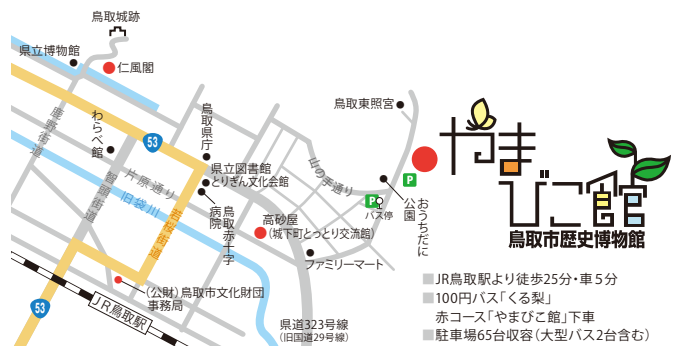 鳥取城跡
県立博物館
仁風閣
鹿野街道
わらべ館
53
鳥取県庁
県立図書館
とりぎん文化会館
片原通り
智頭街道
旧袋川
若桜街道
鳥取赤十字
病院
高砂屋
(城下町とっとり交流館)
山の手通り
鳥取東照宮
P
P
バス停
おうちだに
公園
ファミリーマート
(公財)鳥取市文化財団
事務局
53
JR鳥取駅
県道323号線
(旧国道29号線)
やまびこ館
鳥取市歴史博物館
JR鳥取駅より徒歩25分・車5分
100円バス「くる梨」
赤コース「やまびこ館」下車
駐車場65台収容(大型バス2台含む)